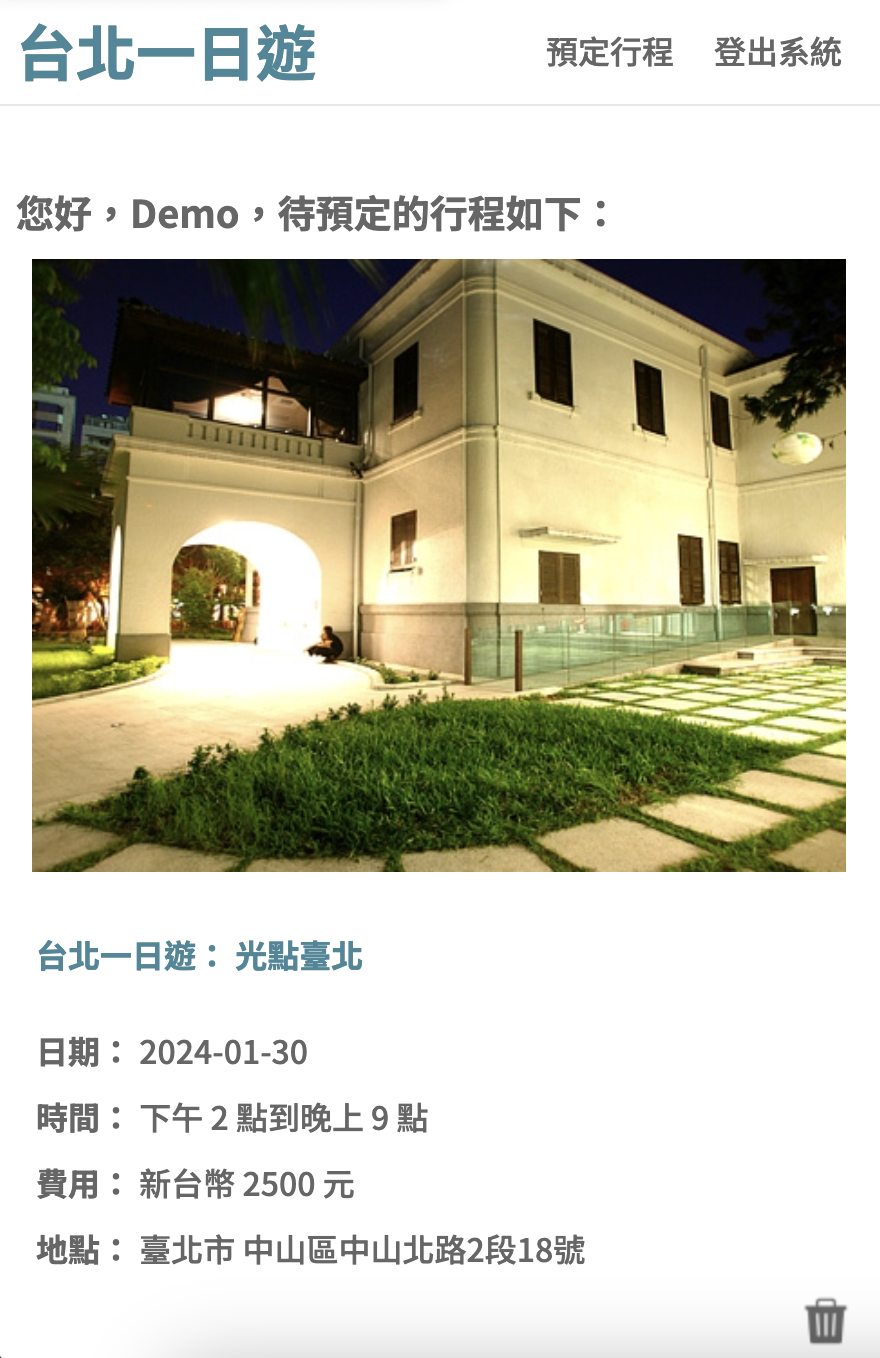 台北一日遊
預定行程 登出系統
您好，Demo，待預定的行程如下：
台北一日遊： 光點臺北
日期： 2024-01-30
時間： 下午 2 點到晚上 9 點
費用： 新台幣 2500 元
地點： 臺北市 中山區中山北路2段18號